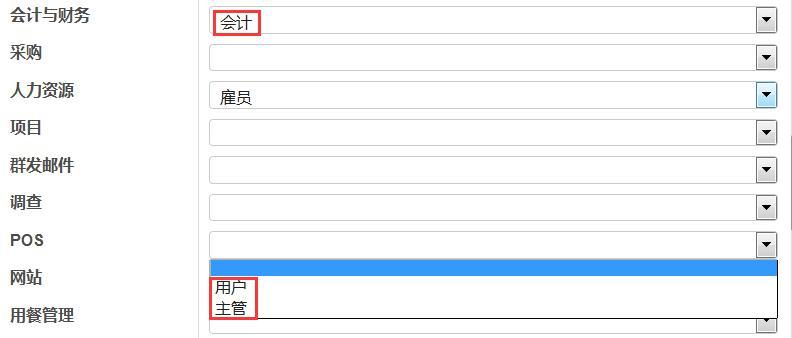 会计与财务 会计
采购
人力资源 雇员
项目
群发邮件
调查
POS
网站 用户
主管
用餐管理